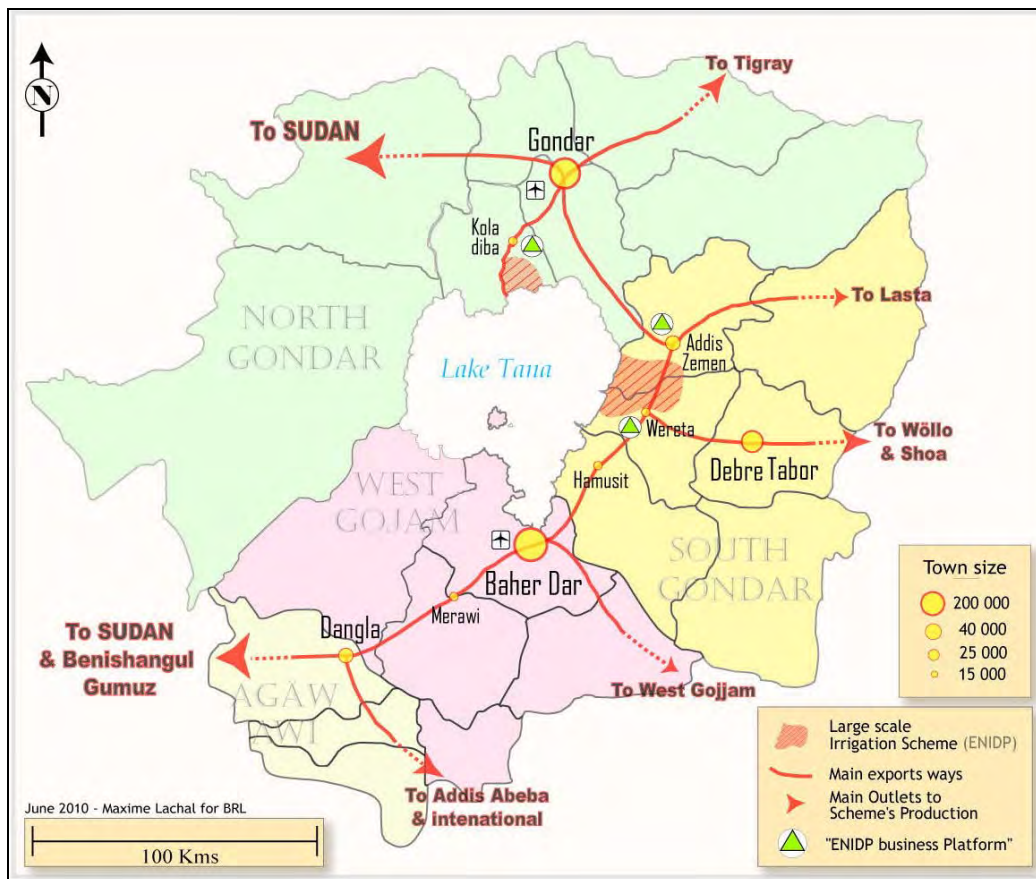 To Tigray
N
To SUDAN
Gondar
Kola
diba
To Lasta
NORTH
GONDAR
Addis
Zemen
Lake Tana
Wereta
To Wöllo
& Shoa
Debre Tabor
Hamusit
WEST
GOJAM
SOUTH
GONDAR
Baher Dar
Merawi
Town size
200 000
40 000
25 000
15 000
To SUDAN
& Benishangul
Gumuz
Dangla
To West Gojjam
AGÄW
AWI
Large scale
Irrigation Scheme (ENIDP)
Main exports ways
Main Outlets to
Scheme's Production
"ENIDP business Platform"
To Addis Abeba
& intenational
June 2010 - Maxime Lachal for BRL
100 Kms